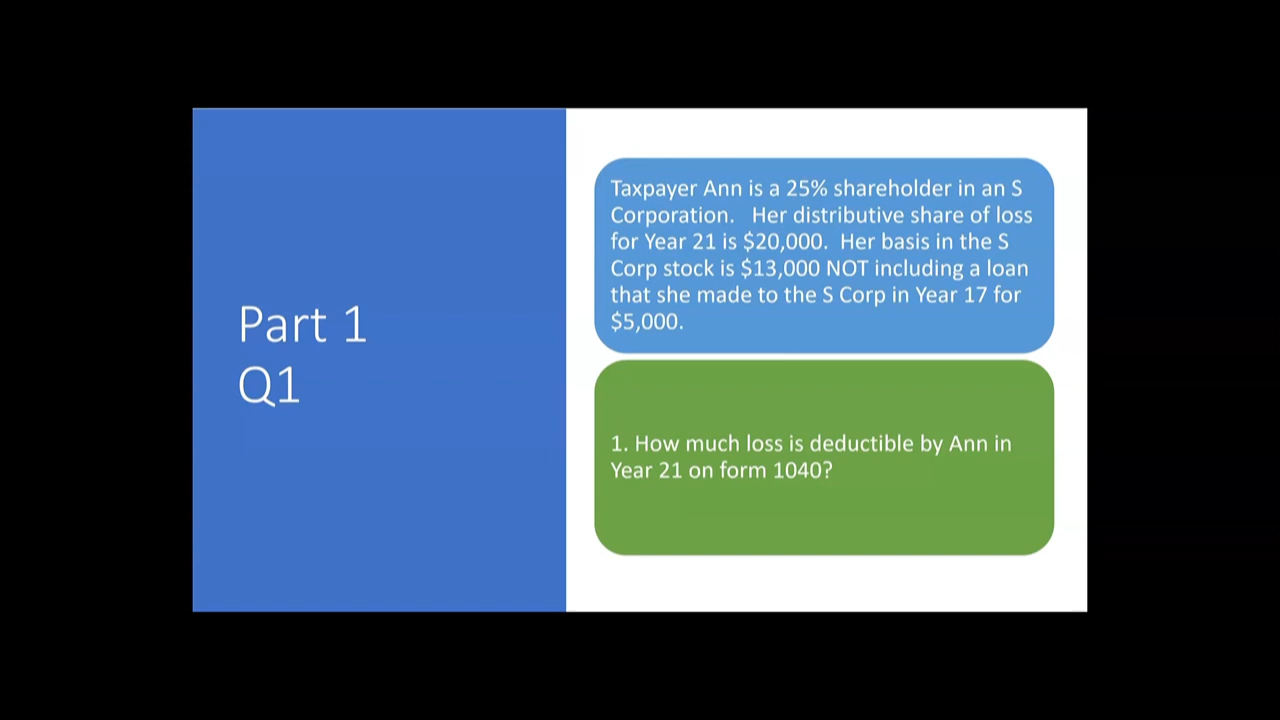 Part 1
Q1
Taxpayer Ann is a 25% shareholder in an S
Corporation.   Her distributive share of loss
for Year 21 is $20,000.  Her basis in the S
Corp stock is $13,000 NOT including a loan
that she made to the S Corp in Year 17 for
$5,000.
1. How much loss is deductible by Ann in
Year 21 on form 1040?